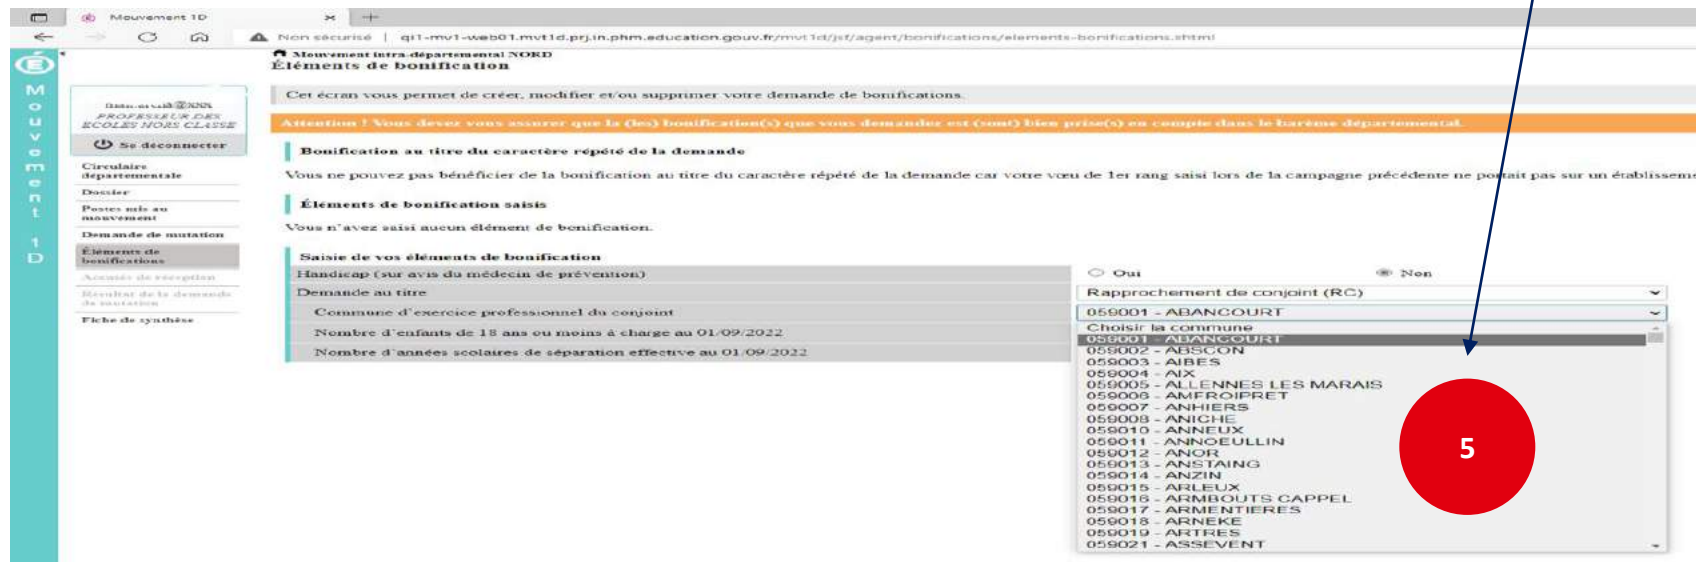 Mouvement 1D
Non sécurisé | qi1-mv1-web01.mvt1d.prj.in.phm.education.gouv.fr/mvt1d/jsf/agent/bonifications/elements-bonifications.xhtml
Mouvement intra-départemental NORD
Éléments de bonification
Cet écran vous permet de créer, modifier et/ou supprimer votre demande de bonifications.
PROFESSEUR DES
ECOLES HORS CLASSE
Attention ! Vous devez vous assurer que la (les) bonification(s) que vous demandez est (sont) bien prise(s) en compte dans le barème départemental.
Se déconnecter
Bonification au titre du caractère répété de la demande
Circulaire
départementale
Vous ne pouvez pas bénéficier de la bonification au titre du caractère répété de la demande car votre vœu de 1er rang saisi lors de la campagne précédente ne portait pas sur un établisseme
Dossier
Postes mis au
mouvement
Éléments de bonification saisis
Vous n'avez saisi aucun élément de bonification.
Demande de mutation
Éléments de
bonifications
Accusés de réception
Résultat de la demande
de mutation
Fiche de synthèse
Mouvement 1D
Saisie de vos éléments de bonification
Handicap (sur avis du médecin de prévention) Oui Non
Demande au titre Rapprochement de conjoint (RC)
Commune d'exercice professionnel du conjoint 059001 - ABANCOURT
Nombre d'enfants de 18 ans ou moins à charge au 01/09/2022
Nombre d'années scolaires de séparation effective au 01/09/2022
Choisir la commune
059001 - ABANCOURT
059002 - ABSCON
059003 - AIBES
059004 - AIX
059005 - ALLENNES LES MARAIS
059006 - AMFROIPRET
059007 - ANHIERS
059008 - ANICHE
059010 - ANNEUX
059011 - ANNOEULLIN
059012 - ANOR
059013 - ANSTAING
059014 - ANZIN
059015 - ARLEUX
059016 - ARMBOUTS CAPPEL
059017 - ARMENTIERES
059018 - ARNEKE
059019 - ARTRES
059021 - ASSEVENT
5